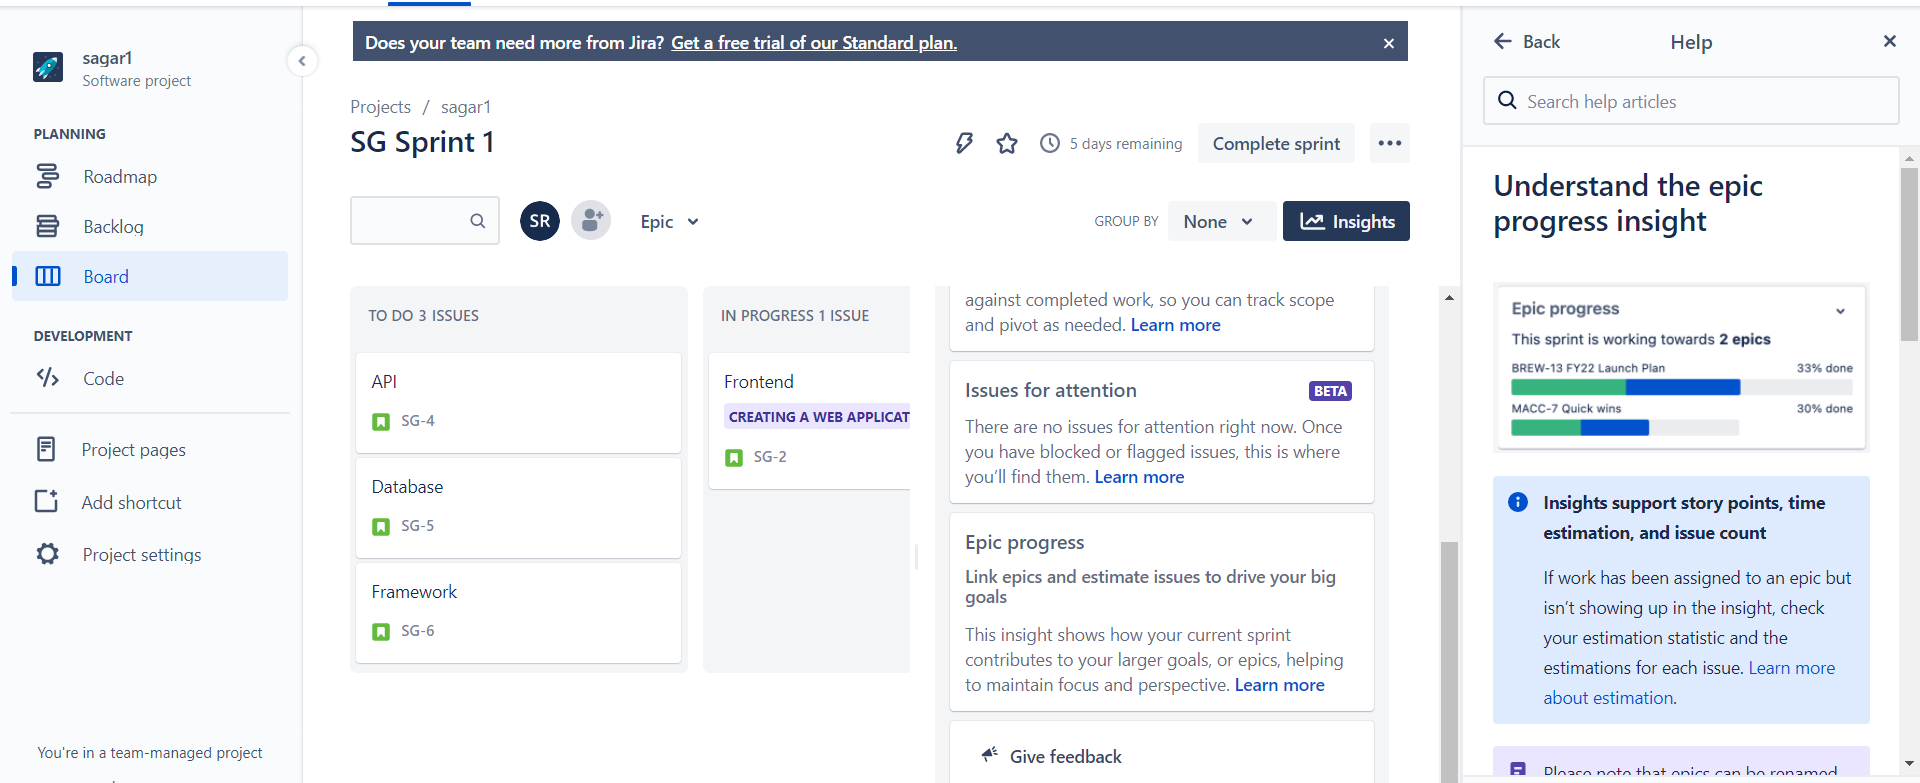 sagar1
Software project
PLANNING
Roadmap
Backlog
Board
DEVELOPMENT
Code
Project pages
Add shortcut
Project settings
You're in a team-managed project
Does your team need more from Jira? Get a free trial of our Standard plan.
Projects / sagar1
SG Sprint 1
5 days remaining
Complete sprint
SR
Epic
GROUP BY
None
Insights
TO DO 3 ISSUES
API
SG-4
Database
SG-5
Framework
SG-6
IN PROGRESS 1 ISSUE
Frontend
CREATING A WEB APPLICAT
SG-2
against completed work, so you can track scope
and pivot as needed. Learn more
Issues for attention
BETA
There are no issues for attention right now. Once
you have blocked or flagged issues, this is where
you'll find them. Learn more
Epic progress
Link epics and estimate issues to drive your big
goals
This insight shows how your current sprint
contributes to your larger goals, or epics, helping
to maintain focus and perspective. Learn more
Give feedback
Back
Help
Search help articles
Understand the epic
progress insight
Epic progress
This sprint is working towards 2 epics
BREW-13 FY22 Launch Plan
33% done
MACC-7 Quick wins
30% done
Insights support story points, time
estimation, and issue count
If work has been assigned to an epic but
isn't showing up in the insight, check
your estimation statistic and the
estimations for each issue. Learn more
about estimation.
Please note that epics can be renamed